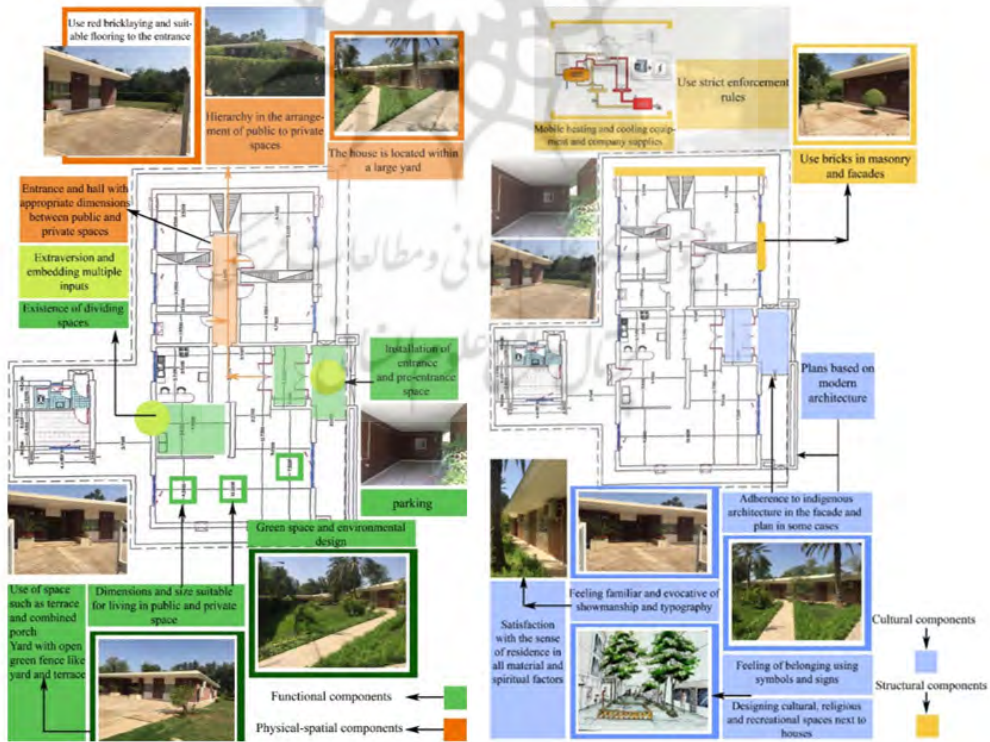 Use red bricklaying and suit-
able flooring to the entrance
Hierarchy in the arrange-
ment of public to private
spaces
The house is located within
a large yard
Entrance and hall with
appropriate dimensions
between public and
private spaces
Extraversion and
embedding multiple
inputs
Existence of dividing
spaces
Installation of
entrance
and pre-entrance
space
parking
Green space and environmental
design
Use of space
such as terrace
and combined
porch
Yard with open
green fence like
yard and terrace
Dimensions and size suitable
for living in public and private
space
Functional components
Physical-spatial components
Mobile heating and cooling equip-
ment and company supplies
Use strict enforcement
rules
Use bricks in masonry
and facades
Plans based on
modern
architecture
Adherence to indigenous
architecture in the facade and
plan in some cases
Feeling familiar and evocative of
showmanship and typography
Satisfaction
with the sense
of residence in
all material and
spiritual factors
Feeling of belonging using
symbols and signs
Designing cultural, religious
and recreational spaces next to
houses
Cultural components
Structural components